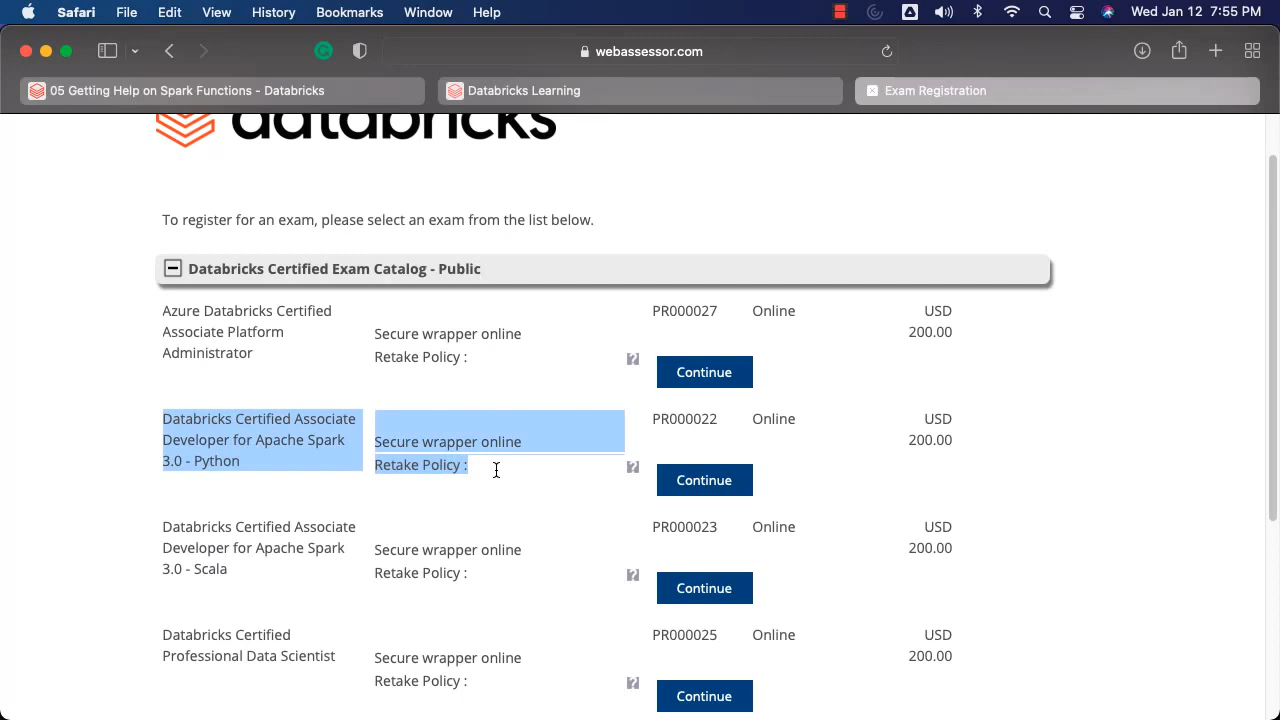 Safari File Edit View History Bookmarks Window Help Wed Jan 12 7:55 PM
webassessor.com
05 Getting Help on Spark Functions - Databricks Databricks Learning Exam Registration
databricks
To register for an exam, please select an exam from the list below.
Databricks Certified Exam Catalog - Public
Azure Databricks Certified
Associate Platform
Administrator
Secure wrapper online
Retake Policy :
PR000027 Online USD
200.00
Continue
Databricks Certified Associate
Developer for Apache Spark
3.0 - Python
Secure wrapper online
Retake Policy :
PR000022 Online USD
200.00
Continue
Databricks Certified Associate
Developer for Apache Spark
3.0 - Scala
Secure wrapper online
Retake Policy :
PR000023 Online USD
200.00
Continue
Databricks Certified
Professional Data Scientist
Secure wrapper online
Retake Policy :
PR000025 Online USD
200.00
Continue